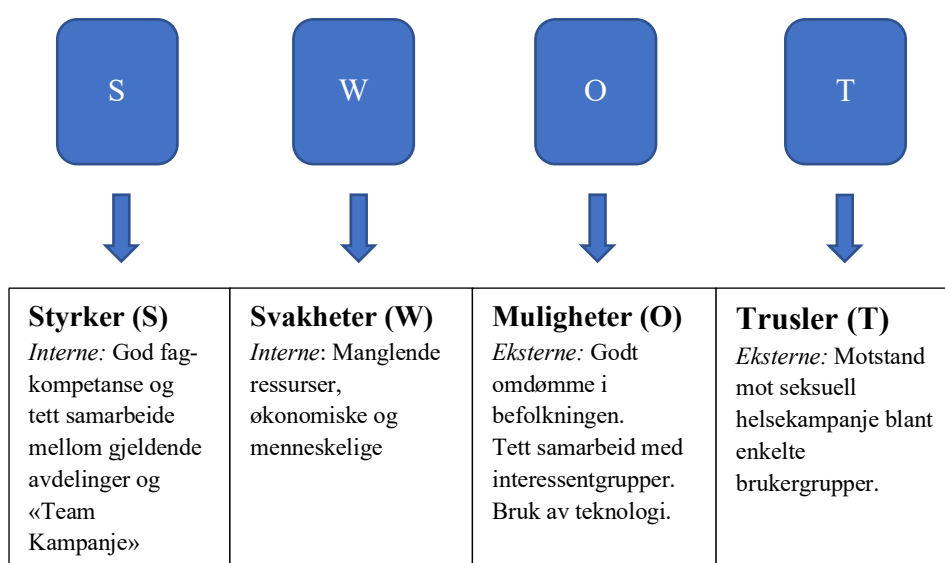 S
W
O
T
Styrker (S)
Interne: God fag-
kompetanse og
tett samarbeide
mellom gjeldende
avdelinger og
«Team
Kampanje»
Svakheter (W)
Interne: Manglende
ressurser,
økonomiske og
menneskelige
Muligheter (O)
Eksterne: Godt
omdømme i
befolkningen.
Tett samarbeid med
interessentgrupper.
Bruk av teknologi.
Trusler (T)
Eksterne: Motstand
mot seksuell
helsekampanje blant
enkelte
brukergrupper.